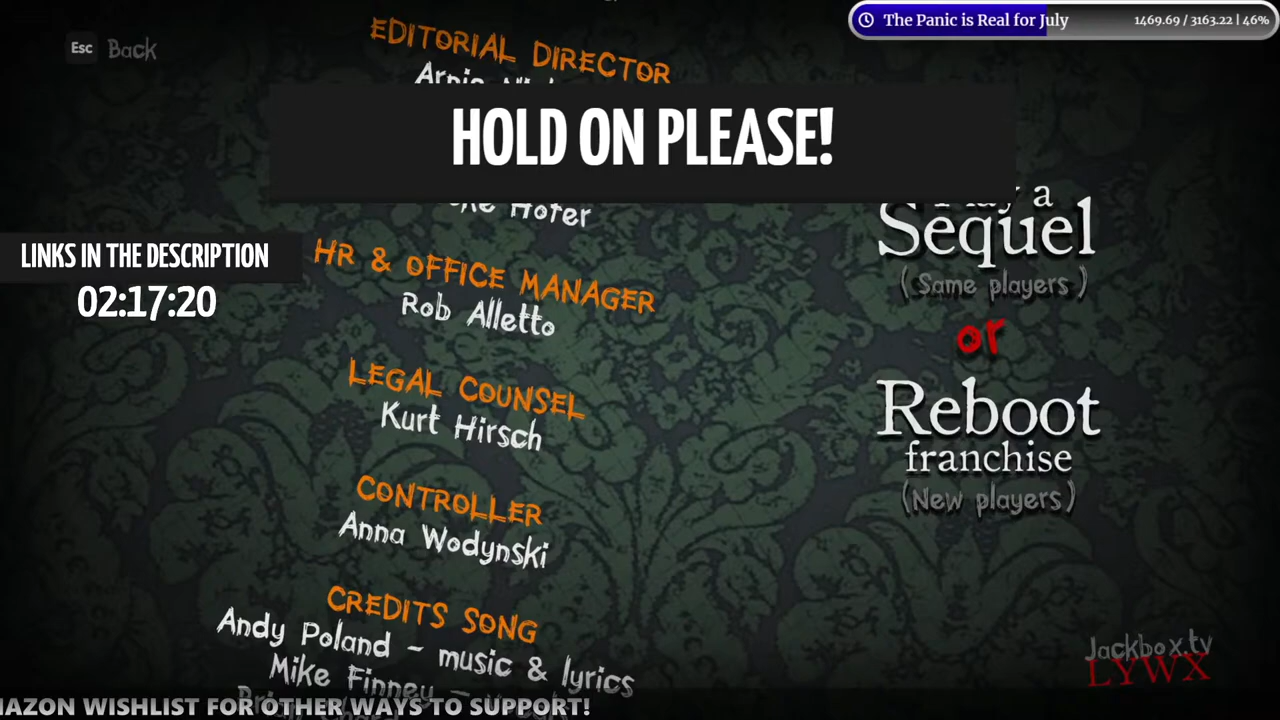 The Panic is Real for July
1469.69 / 3163.22 | 46%
Esc Back
EDITORIAL DIRECTOR
HOLD ON PLEASE!
Hofer
HR & OFFICE MANAGER
Rob Alletto
LEGAL COUNSEL
Kurt Hirsch
CONTROLLER
Anna Wodynski
CREDITS SONG
Andy Poland - music & lyrics
Mike Finney
LINKS IN THE DESCRIPTION
02:17:20
Play a
Sequel
(Same players)
or
Reboot
franchise
(New players)
Jackbox.tv
LYWX
WISHLIST FOR OTHER WAYS TO SUPPORT!